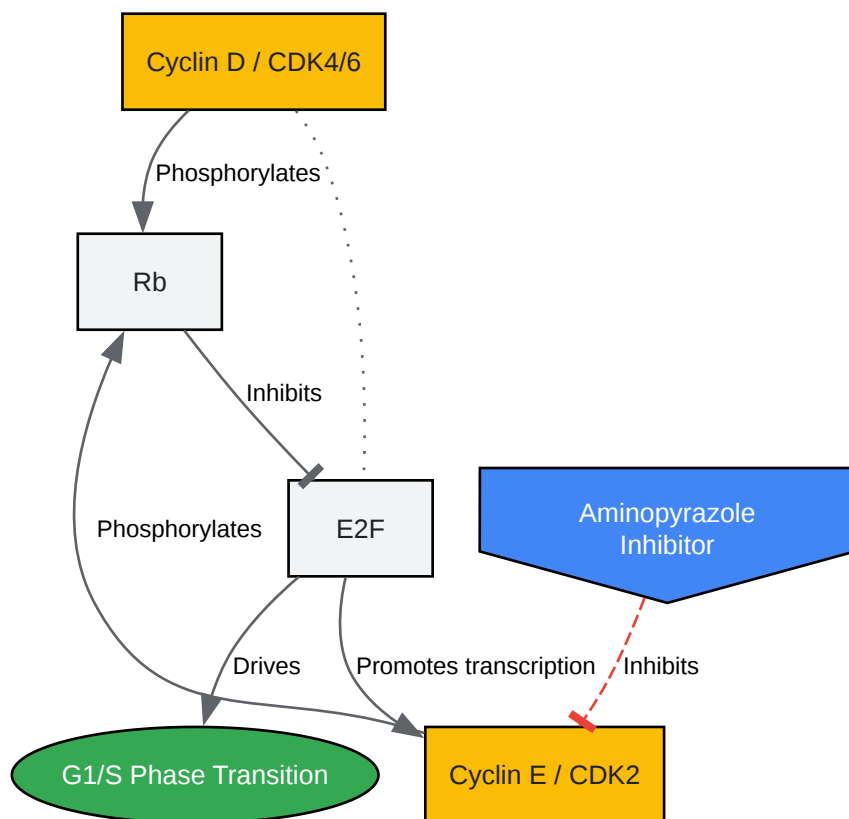 Cyclin D / CDK4/6
Phosphorylates
Rb
Inhibits
Aminopyrazole
Inhibitor
Phosphorylates
E2F
Drives
Promotes transcription
Inhibits
G1/S Phase Transition
Cyclin E / CDK2